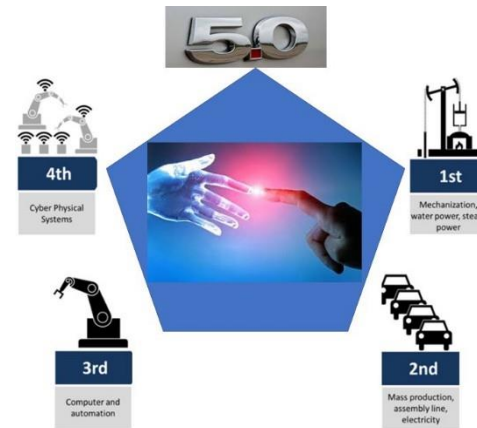 5.0
4th
Cyber Physical
Systems
1st
Mechanization,
water power, steam
power
3rd
Computer and
automation
2nd
Mass production,
assembly line,
electricity